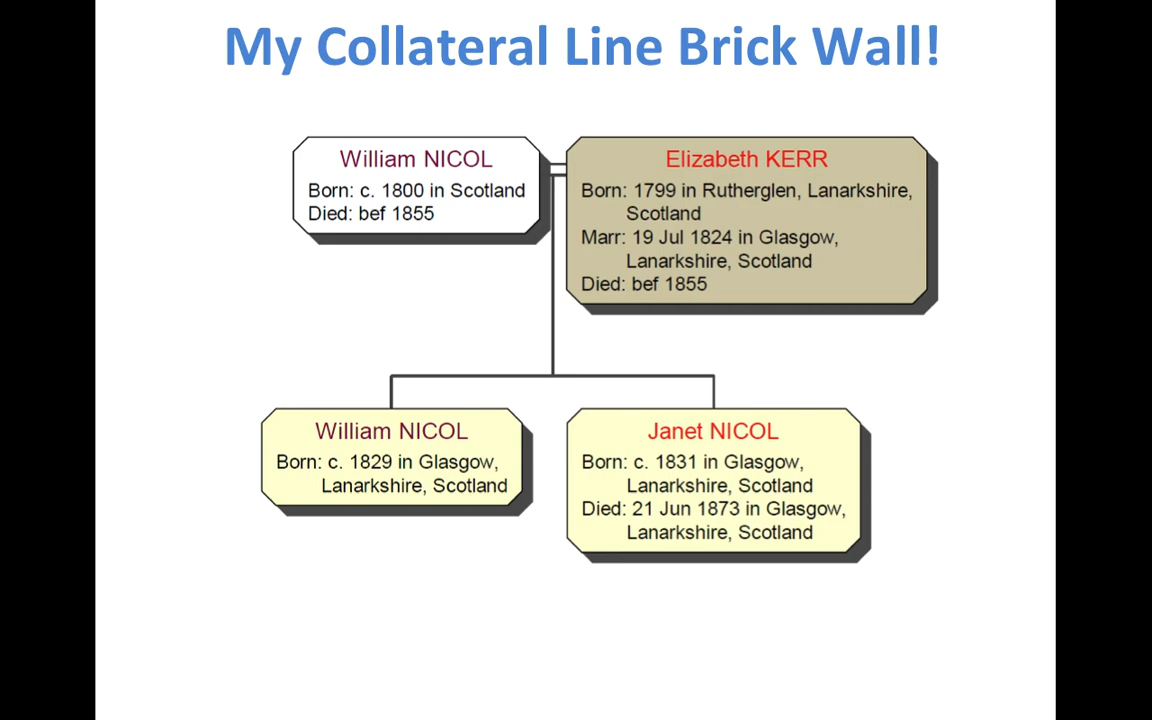 My Collateral Line Brick Wall!
William NICOL
Born: c. 1800 in Scotland
Died: bef 1855
Elizabeth KERR
Born: 1799 in Rutherglen, Lanarkshire,
Scotland
Marr: 19 Jul 1824 in Glasgow,
Lanarkshire, Scotland
Died: bef 1855
William NICOL
Born: c. 1829 in Glasgow,
Lanarkshire, Scotland
Janet NICOL
Born: c. 1831 in Glasgow,
Lanarkshire, Scotland
Died: 21 Jun 1873 in Glasgow,
Lanarkshire, Scotland